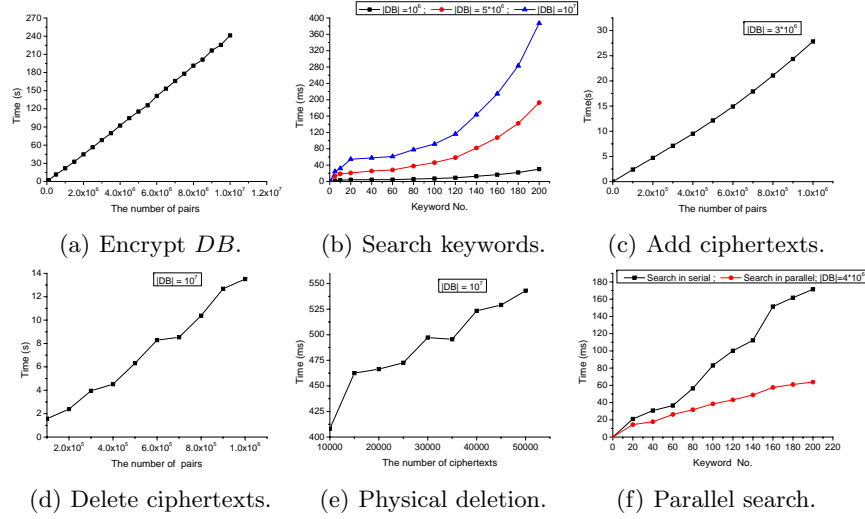 |DB| =10⁶ ; |DB| = 5*10⁶ ; |DB|=10⁷
270
240
210
180
150
120
90
60
30
0
Time (s)
0.0 2.0x10⁶ 4.0x10⁶ 6.0x10⁶ 8.0x10⁶ 1.0x10⁷ 1.2x10⁷
The number of pairs
400
360
320
280
240
200
160
120
80
40
0
Time (ms)
0 20 40 60 80 100 120 140 160 180 200
Keyword No.
|DB| = 3*10⁶
30
25
20
15
10
5
0
Time(s)
0.0 2.0x10⁵ 4.0x10⁵ 6.0x10⁵ 8.0x10⁵ 1.0x10⁶
The number of pairs
(a) Encrypt DB.
(b) Search keywords.
(c) Add ciphertexts.
|DB| = 10⁷
14
12
10
8
6
4
2
0
Time (s)
2.0x10⁵ 4.0x10⁵ 6.0x10⁵ 8.0x10⁵ 1.0x10⁶
The number of pairs
|DB| = 10⁷
550
525
500
475
450
425
400
Time (ms)
10000 20000 30000 40000 50000
The number of ciphertexts
Search in serial ; Search in parallel; |DB|=4*10⁶
180
160
140
120
100
80
60
40
20
0
Time (ms)
0 20 40 60 80 100 120 140 160 180 200 220
Keyword No.
(d) Delete ciphertexts.
(e) Physical deletion.
(f) Parallel search.